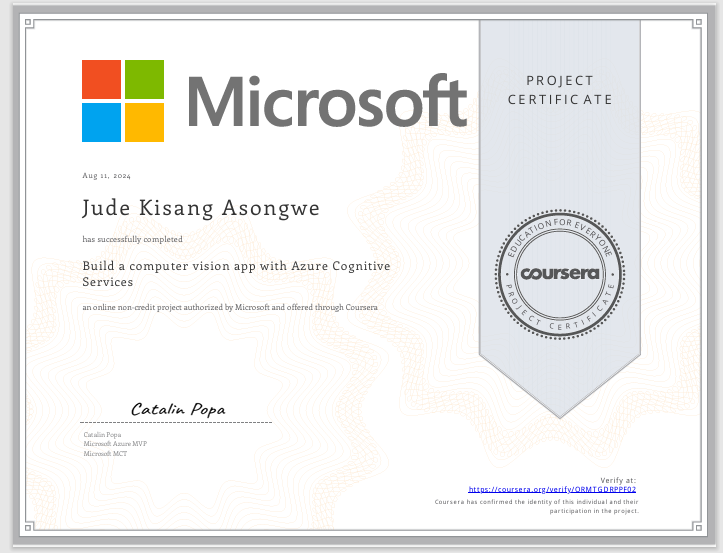 Microsoft
PROJECT
CERTIFICATE
Aug 11, 2024
Jude Kisang Asongwe
has successfully completed
Build a computer vision app with Azure Cognitive
Services
an online non-credit project authorized by Microsoft and offered through Coursera
EDUCATION FOR EVERYONE
coursera
PROJECT CERTIFICATE
Catalin Popa
Catalin Popa
Microsoft Azure MVP
Microsoft MCT
Verify at:
https://coursera.org/verify/ORMTGDRPPF02
Coursera has confirmed the identity of this individual and their
participation in the project.